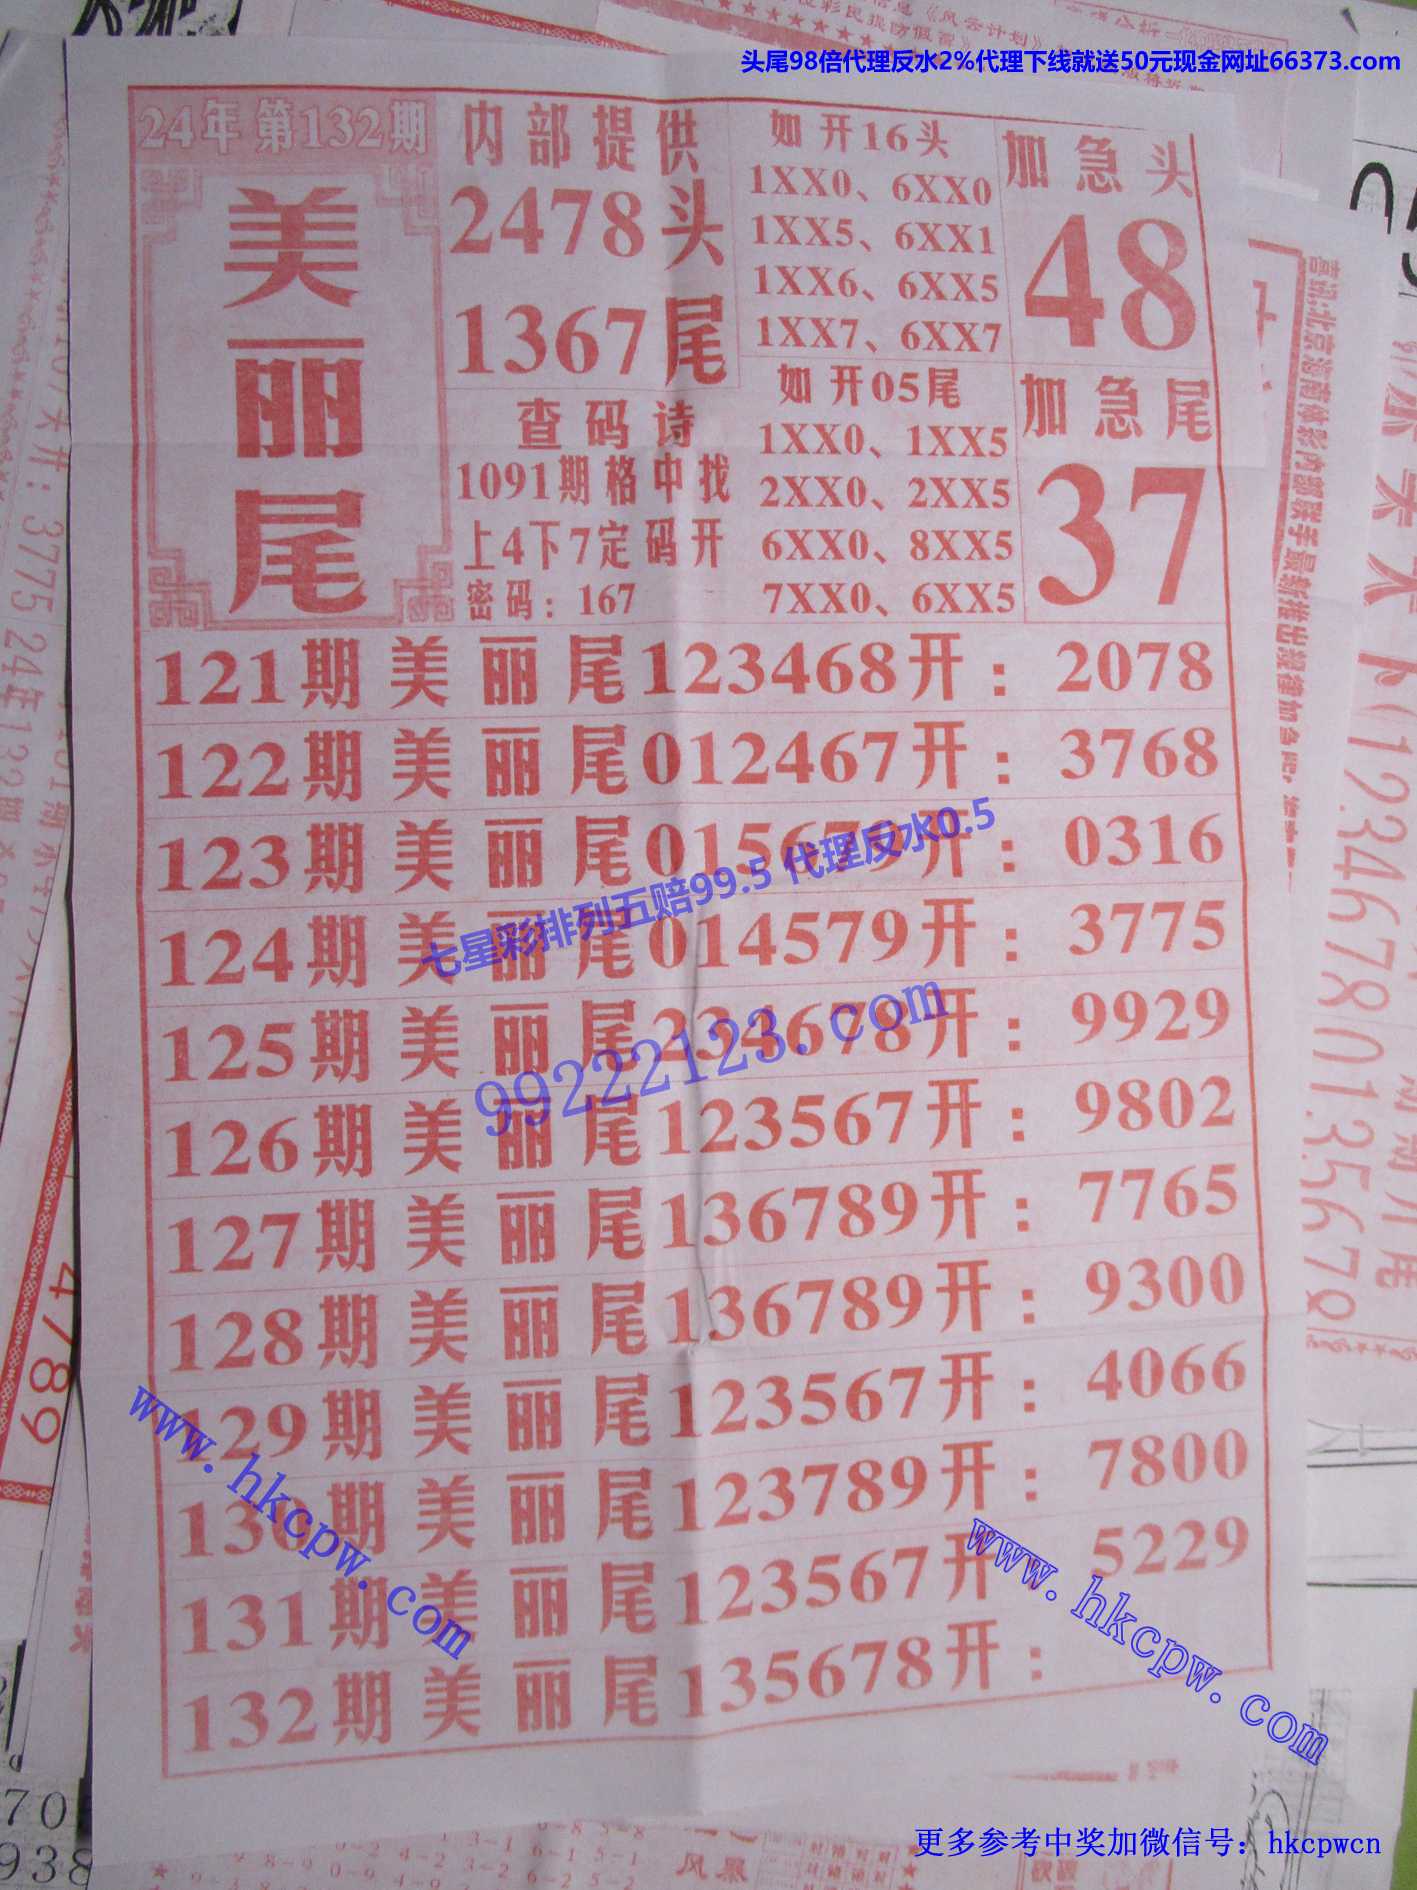 头尾98倍代理反水2%代理下线就送50元现金网址66373.com
24年第132期
美丽尾
内部提供
2478头
1367尾
查码诗
1091期格中找
上4下7定码开
密码：167
如开16头
1XX0、6XX0
1XX5、6XX1
1XX6、6XX5
1XX7、6XX7
如开05尾
1XX0、1XX5
2XX0、2XX5
6XX0、8XX5
7XX0、6XX5
加急头
48
加急尾
37
121期美丽尾123468开：2078
122期美丽尾012467开：3768
123期美丽尾015679开：0316
124期美丽尾014579开：3775
125期美丽尾234678开：9929
126期美丽尾123567开：9802
127期美丽尾136789开：7765
128期美丽尾136789开：9300
129期美丽尾123567开：4066
130期美丽尾123789开：7800
131期美丽尾123567开：5229
132期美丽尾135678开：
七星彩排列五赔99.5 代理反水0.5
99222123.com
www.hkcpw.com
www.hkcpw.com
更多参考中奖加微信号：hkcpwcn
4789
风暴